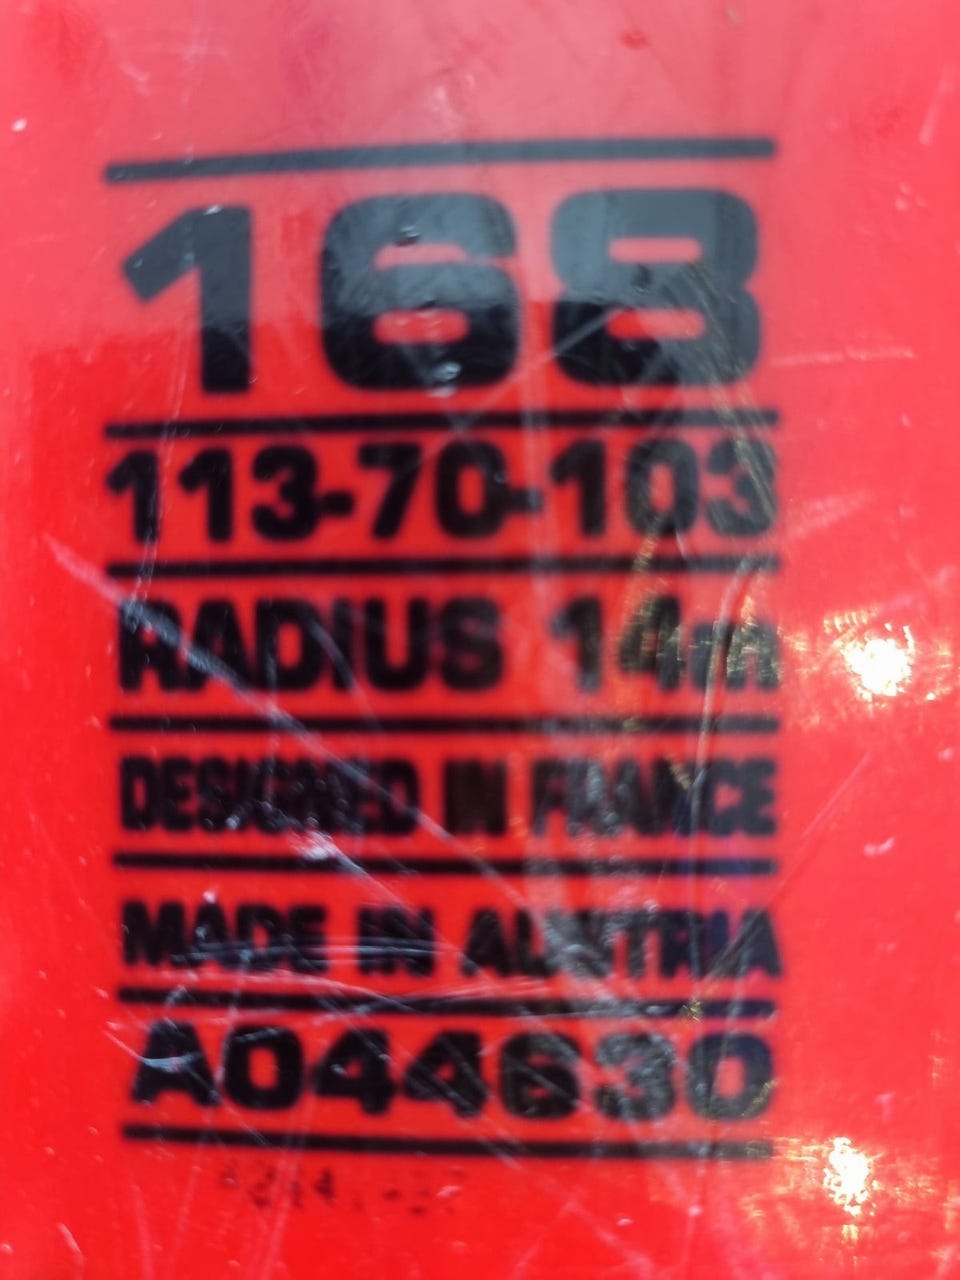 168
113-70-103
RADIUS 14m
DESIGNED IN FRANCE
MADE IN AUSTRIA
A044630